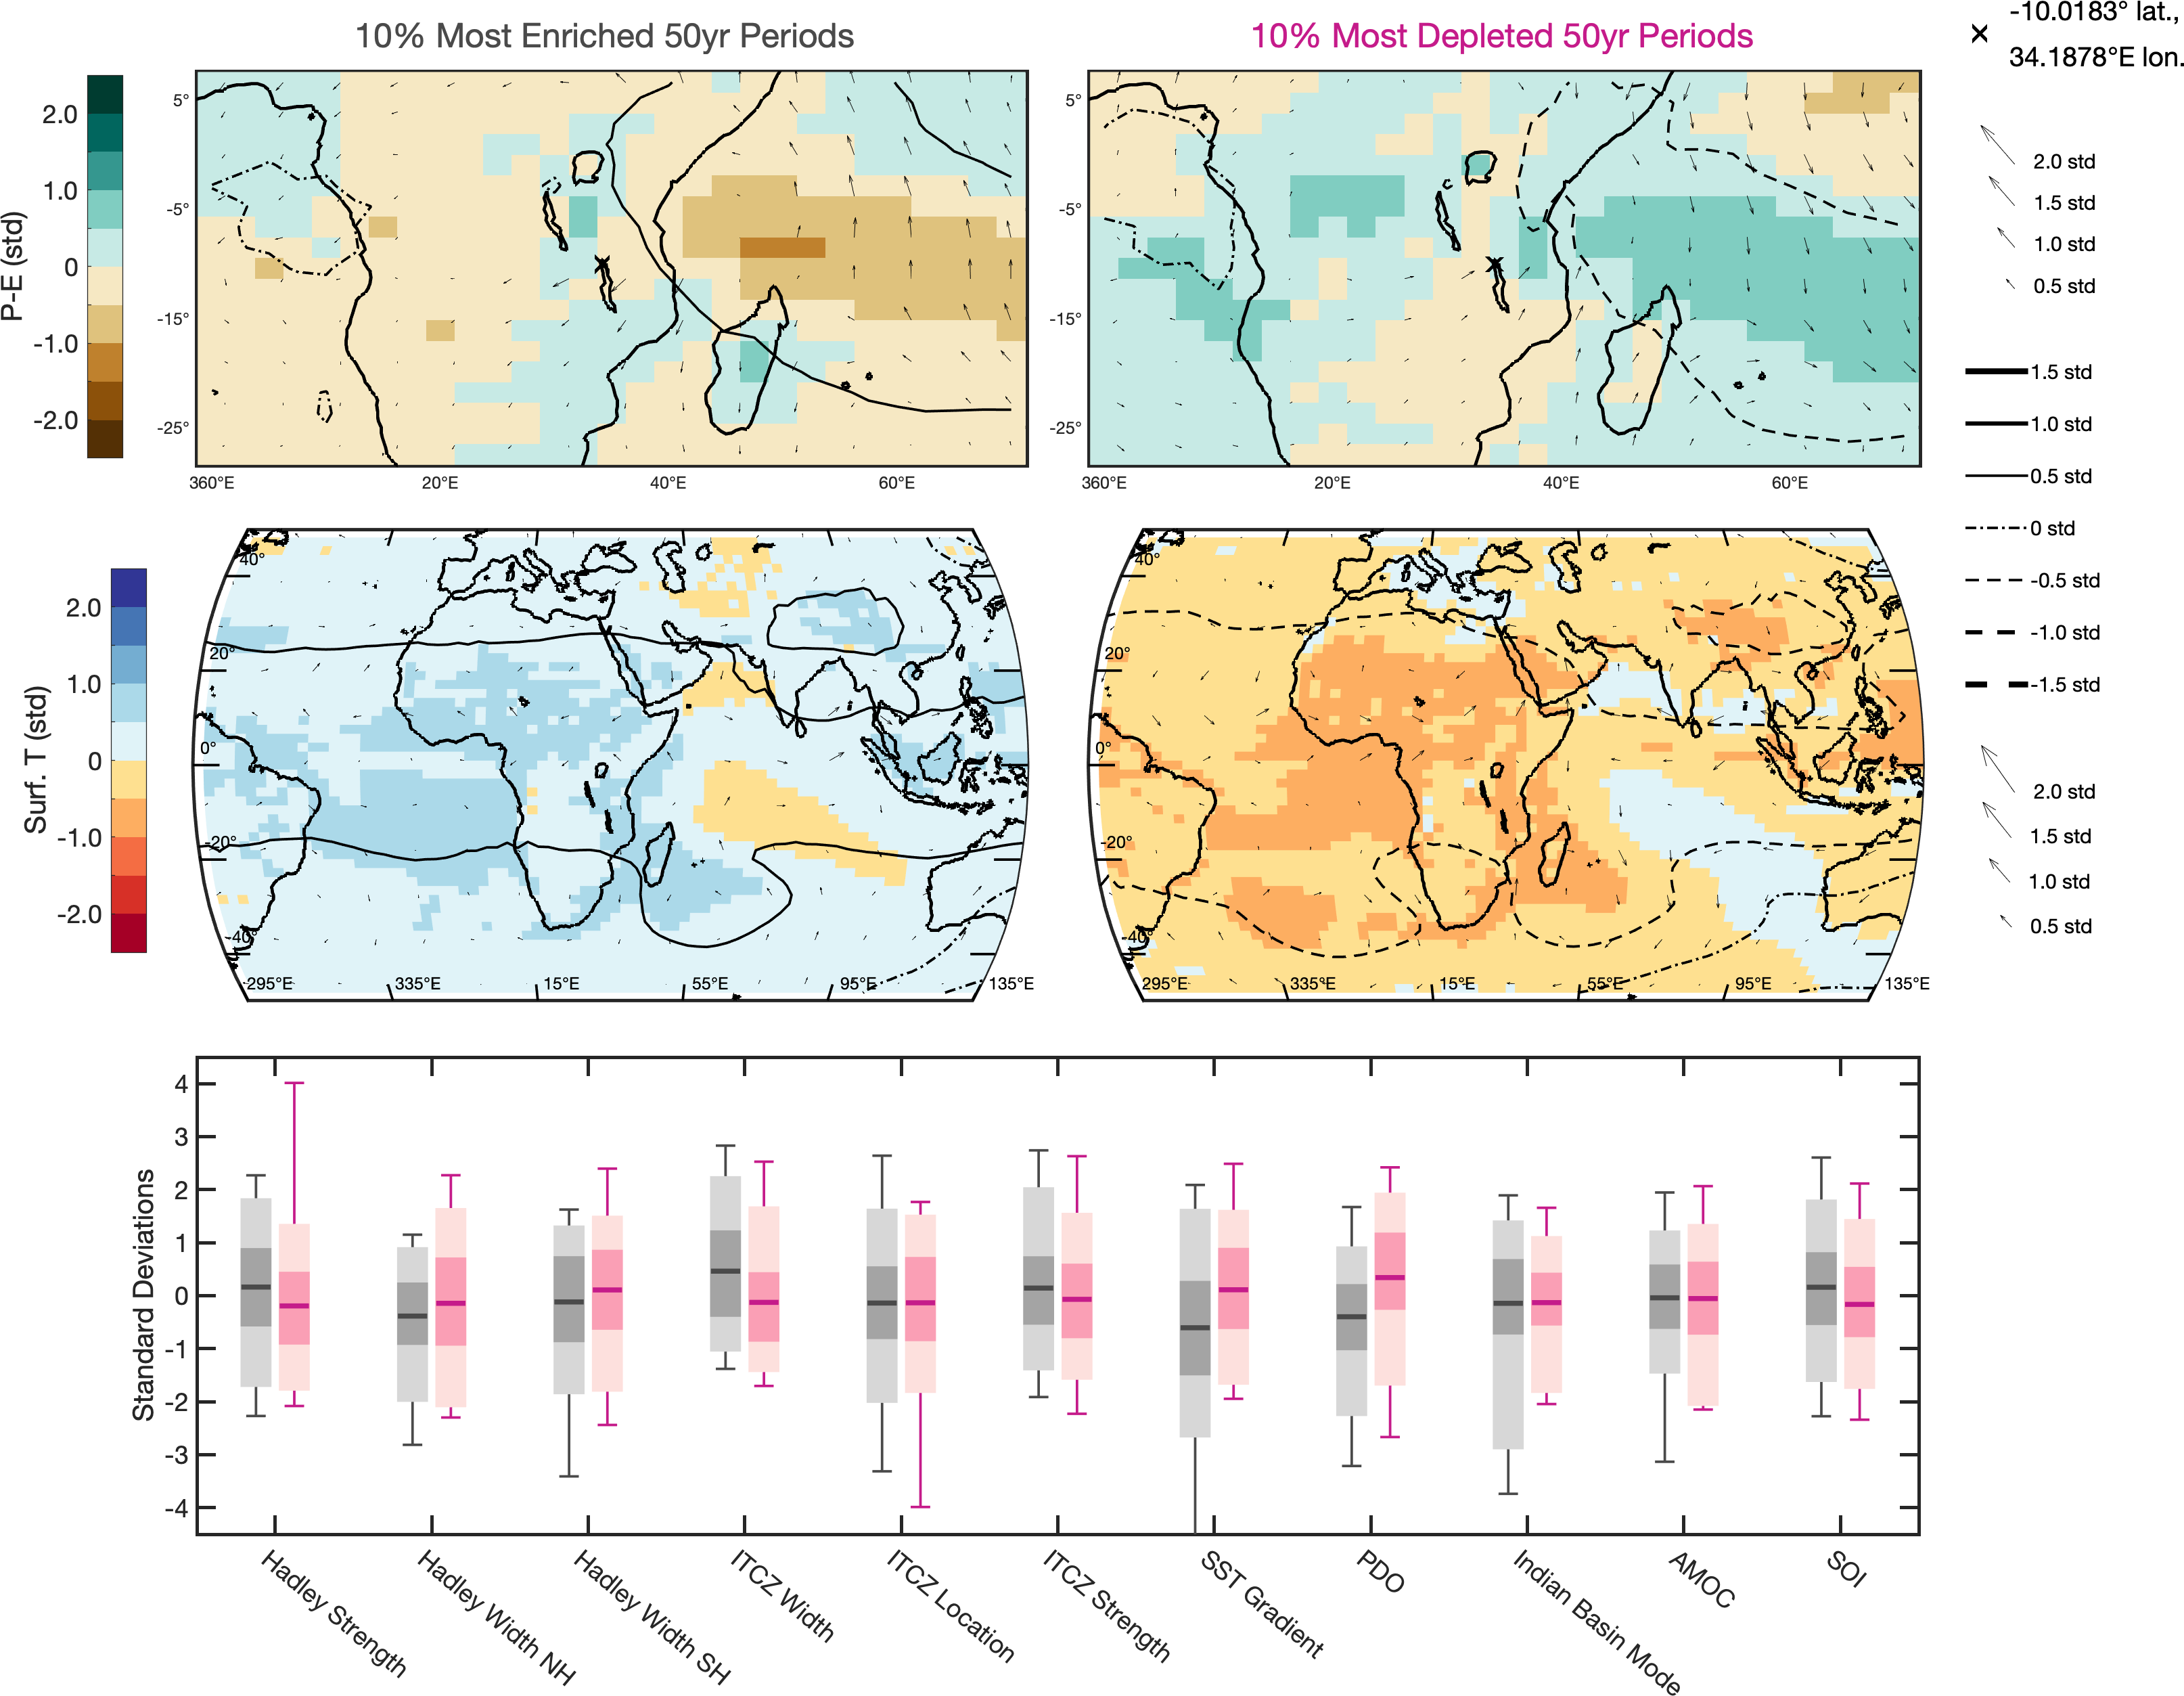 10% Most Enriched 50yr Periods
10% Most Depleted 50yr Periods
-10.0183° lat.,
34.1878°E lon.
P-E (std)
2.0
1.0
0
-1.0
-2.0
5°
-5°
-15°
-25°
360°E
20°E
40°E
60°E
5°
-5°
-15°
-25°
360°E
20°E
40°E
60°E
2.0 std
1.5 std
1.0 std
0.5 std
1.5 std
1.0 std
0.5 std
0 std
-0.5 std
-1.0 std
-1.5 std
Surf. T (std)
2.0
1.0
0
-1.0
-2.0
40°
20°
0°
-20°
-40°
295°E
335°E
15°E
55°E
95°E
135°E
40°
20°
0°
-20°
-40°
295°E
335°E
15°E
55°E
95°E
135°E
2.0 std
1.5 std
1.0 std
0.5 std
Standard Deviations
4
3
2
1
0
-1
-2
-3
-4
Hadley Strength
Hadley Width NH
Hadley Width SH
ITCZ Width
ITCZ Location
ITCZ Strength
SST Gradient
PDO
Indian Basin Mode
AMOC
SOI